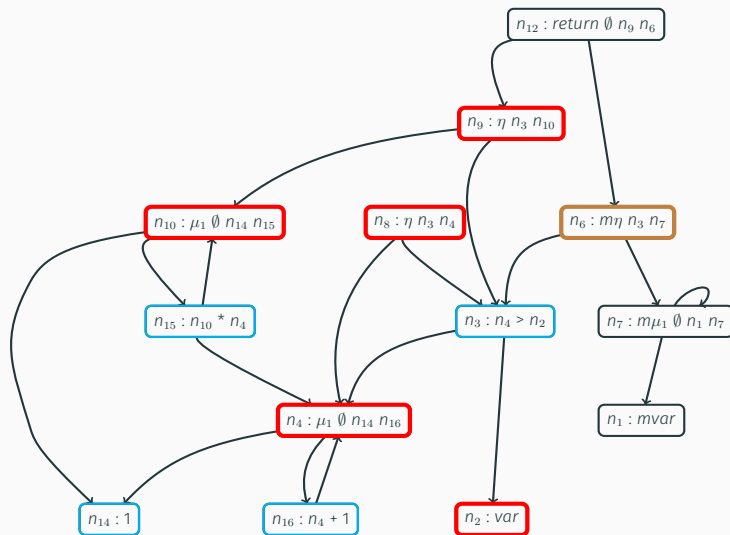 n₁₂ : return ∅ n₉ n₆
n₉ : η n₃ n₁₀
n₁₀ : μ₁ ∅ n₁₄ n₁₅
n₈ : η n₃ n₄
n₆ : mη n₃ n₇
n₁₅ : n₁₀ * n₄
n₃ : n₄ > n₂
n₇ : mμ₁ ∅ n₁ n₇
n₄ : μ₁ ∅ n₁₄ n₁₆
n₁ : mvar
n₁₄ : 1
n₁₆ : n₄ + 1
n₂ : var